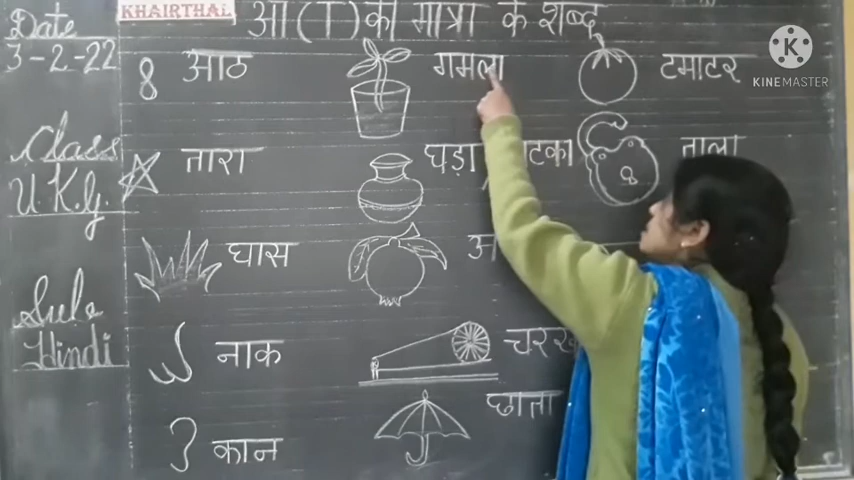 KHAIRTHAL
आ (ा) की मात्रा के शब्द
Date
3-2-22
Class
U.K.G.
Sub
Hindi
8 आठ
गमला
टमाटर
तारा
घड़ा
ताला
घास
नाक
छाता
कान
K
KINEMASTER